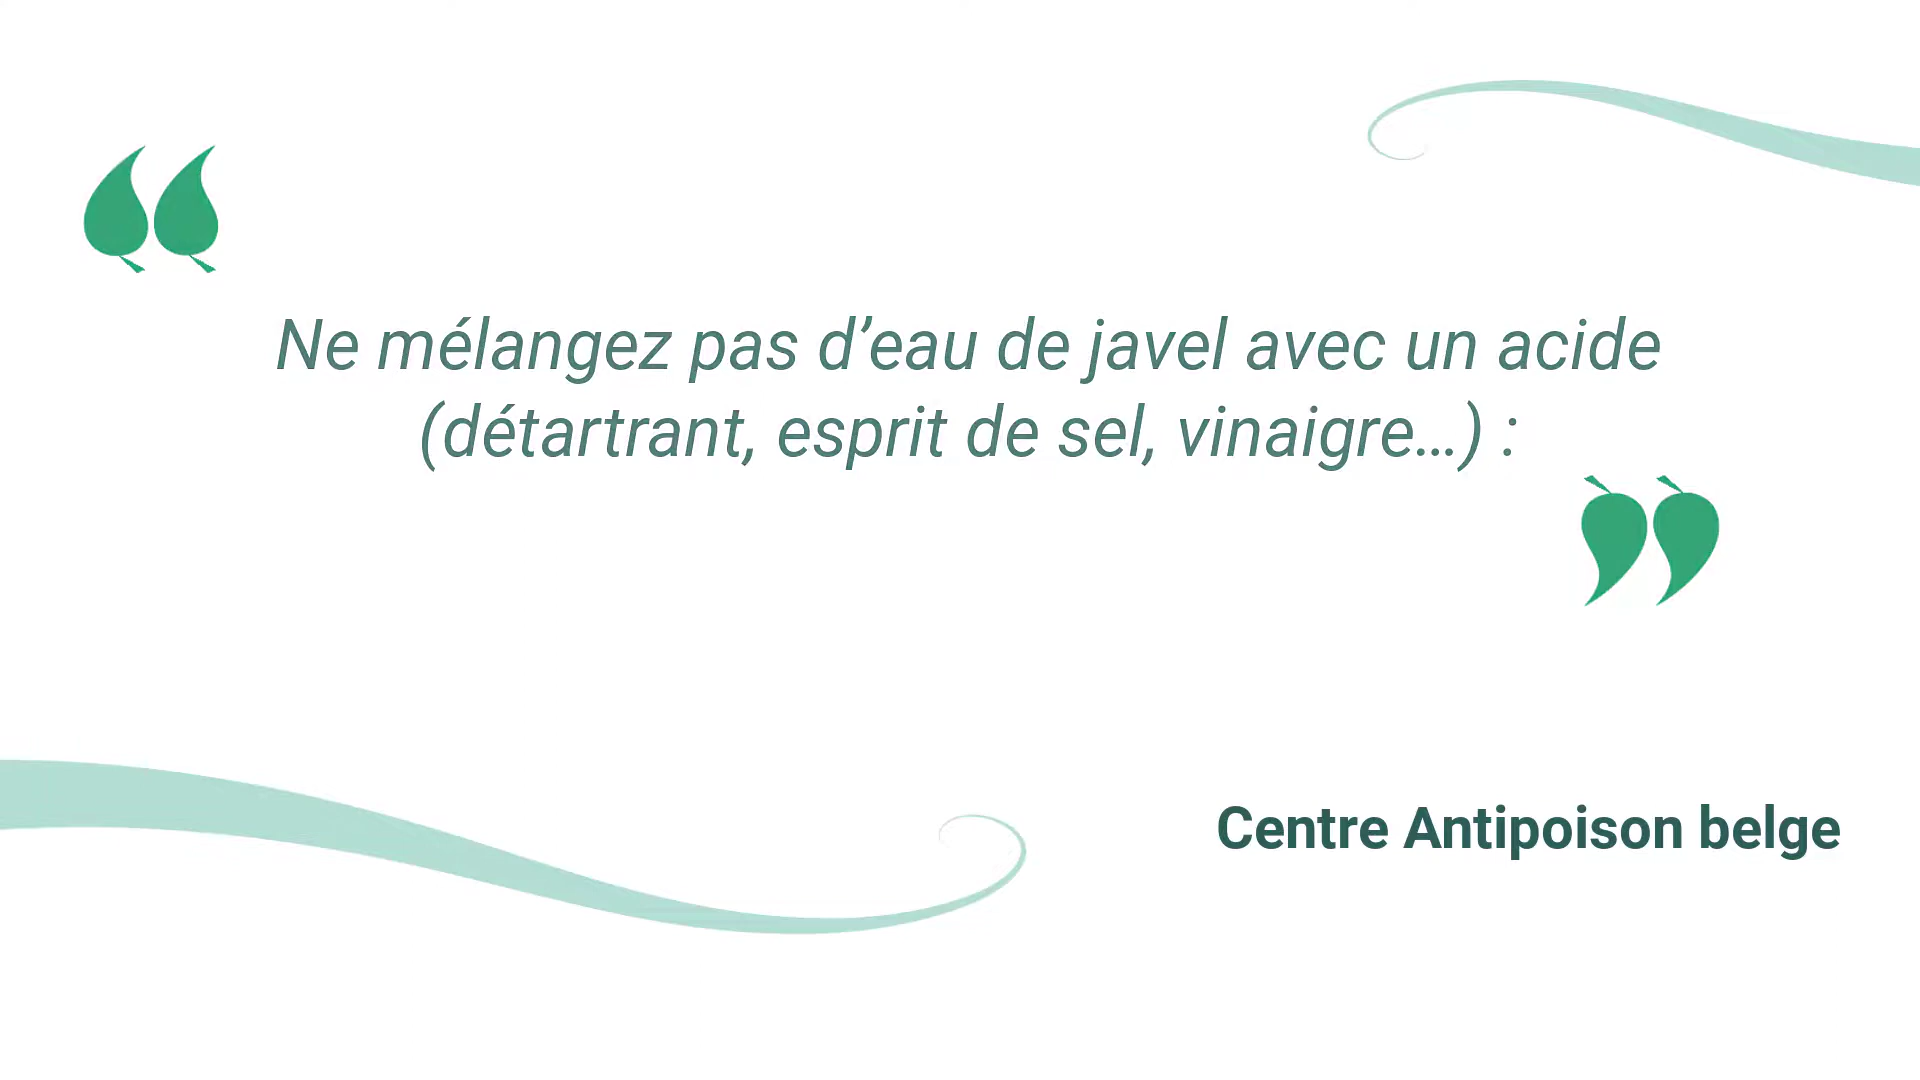 Ne mélangez pas d’eau de javel avec un acide
(détartrant, esprit de sel, vinaigre…) :
Centre Antipoison belge